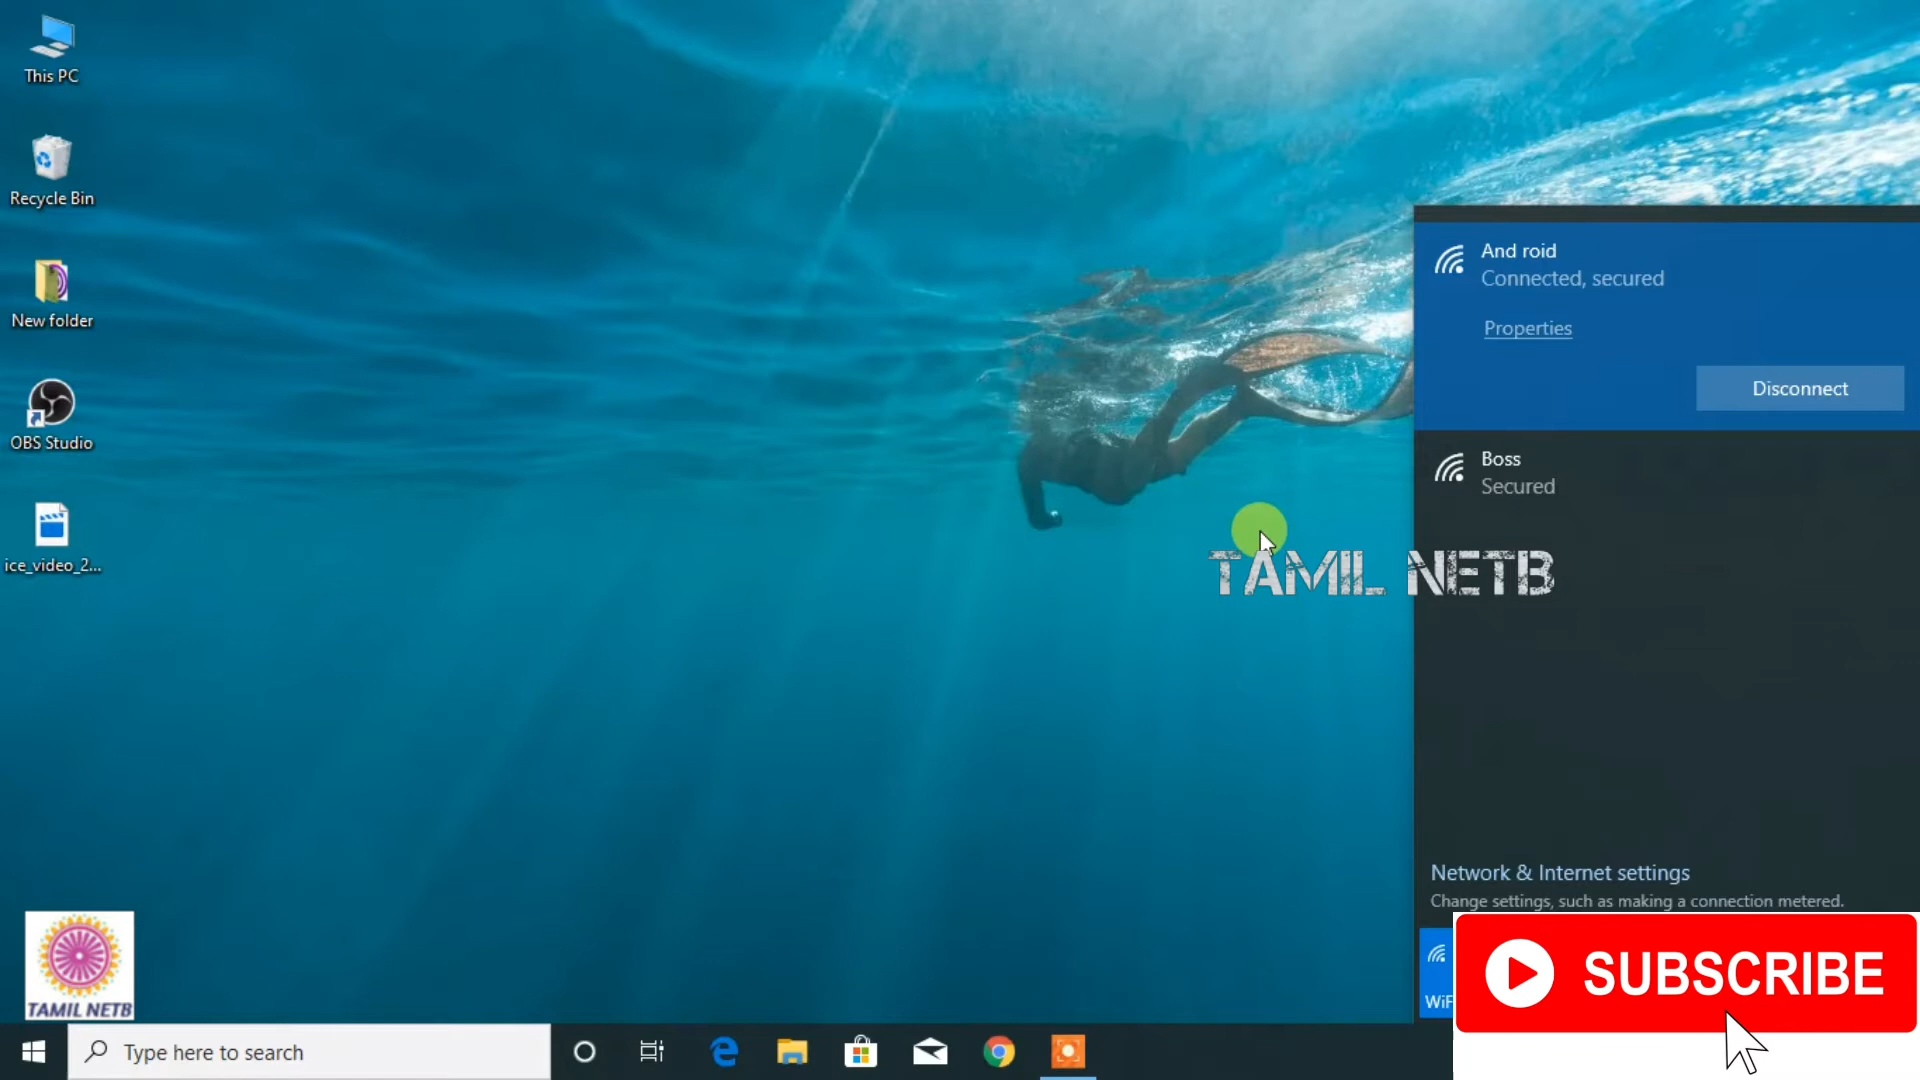 This PC
Recycle Bin
New folder
OBS Studio
ice_video_2...
And roid
Connected, secured
Properties
Disconnect
Boss
Secured
TAMIL NETB
Network & Internet settings
Change settings, such as making a connection metered.
WiF
SUBSCRIBE
TAMIL NETB
Type here to search